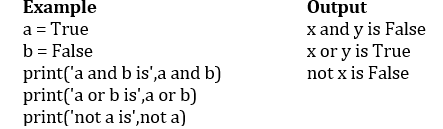 Example Output
a = True x and y is False
b = False x or y is True
print('a and b is',a and b) not x is False
print('a or b is',a or b)
print('not a is',not a)